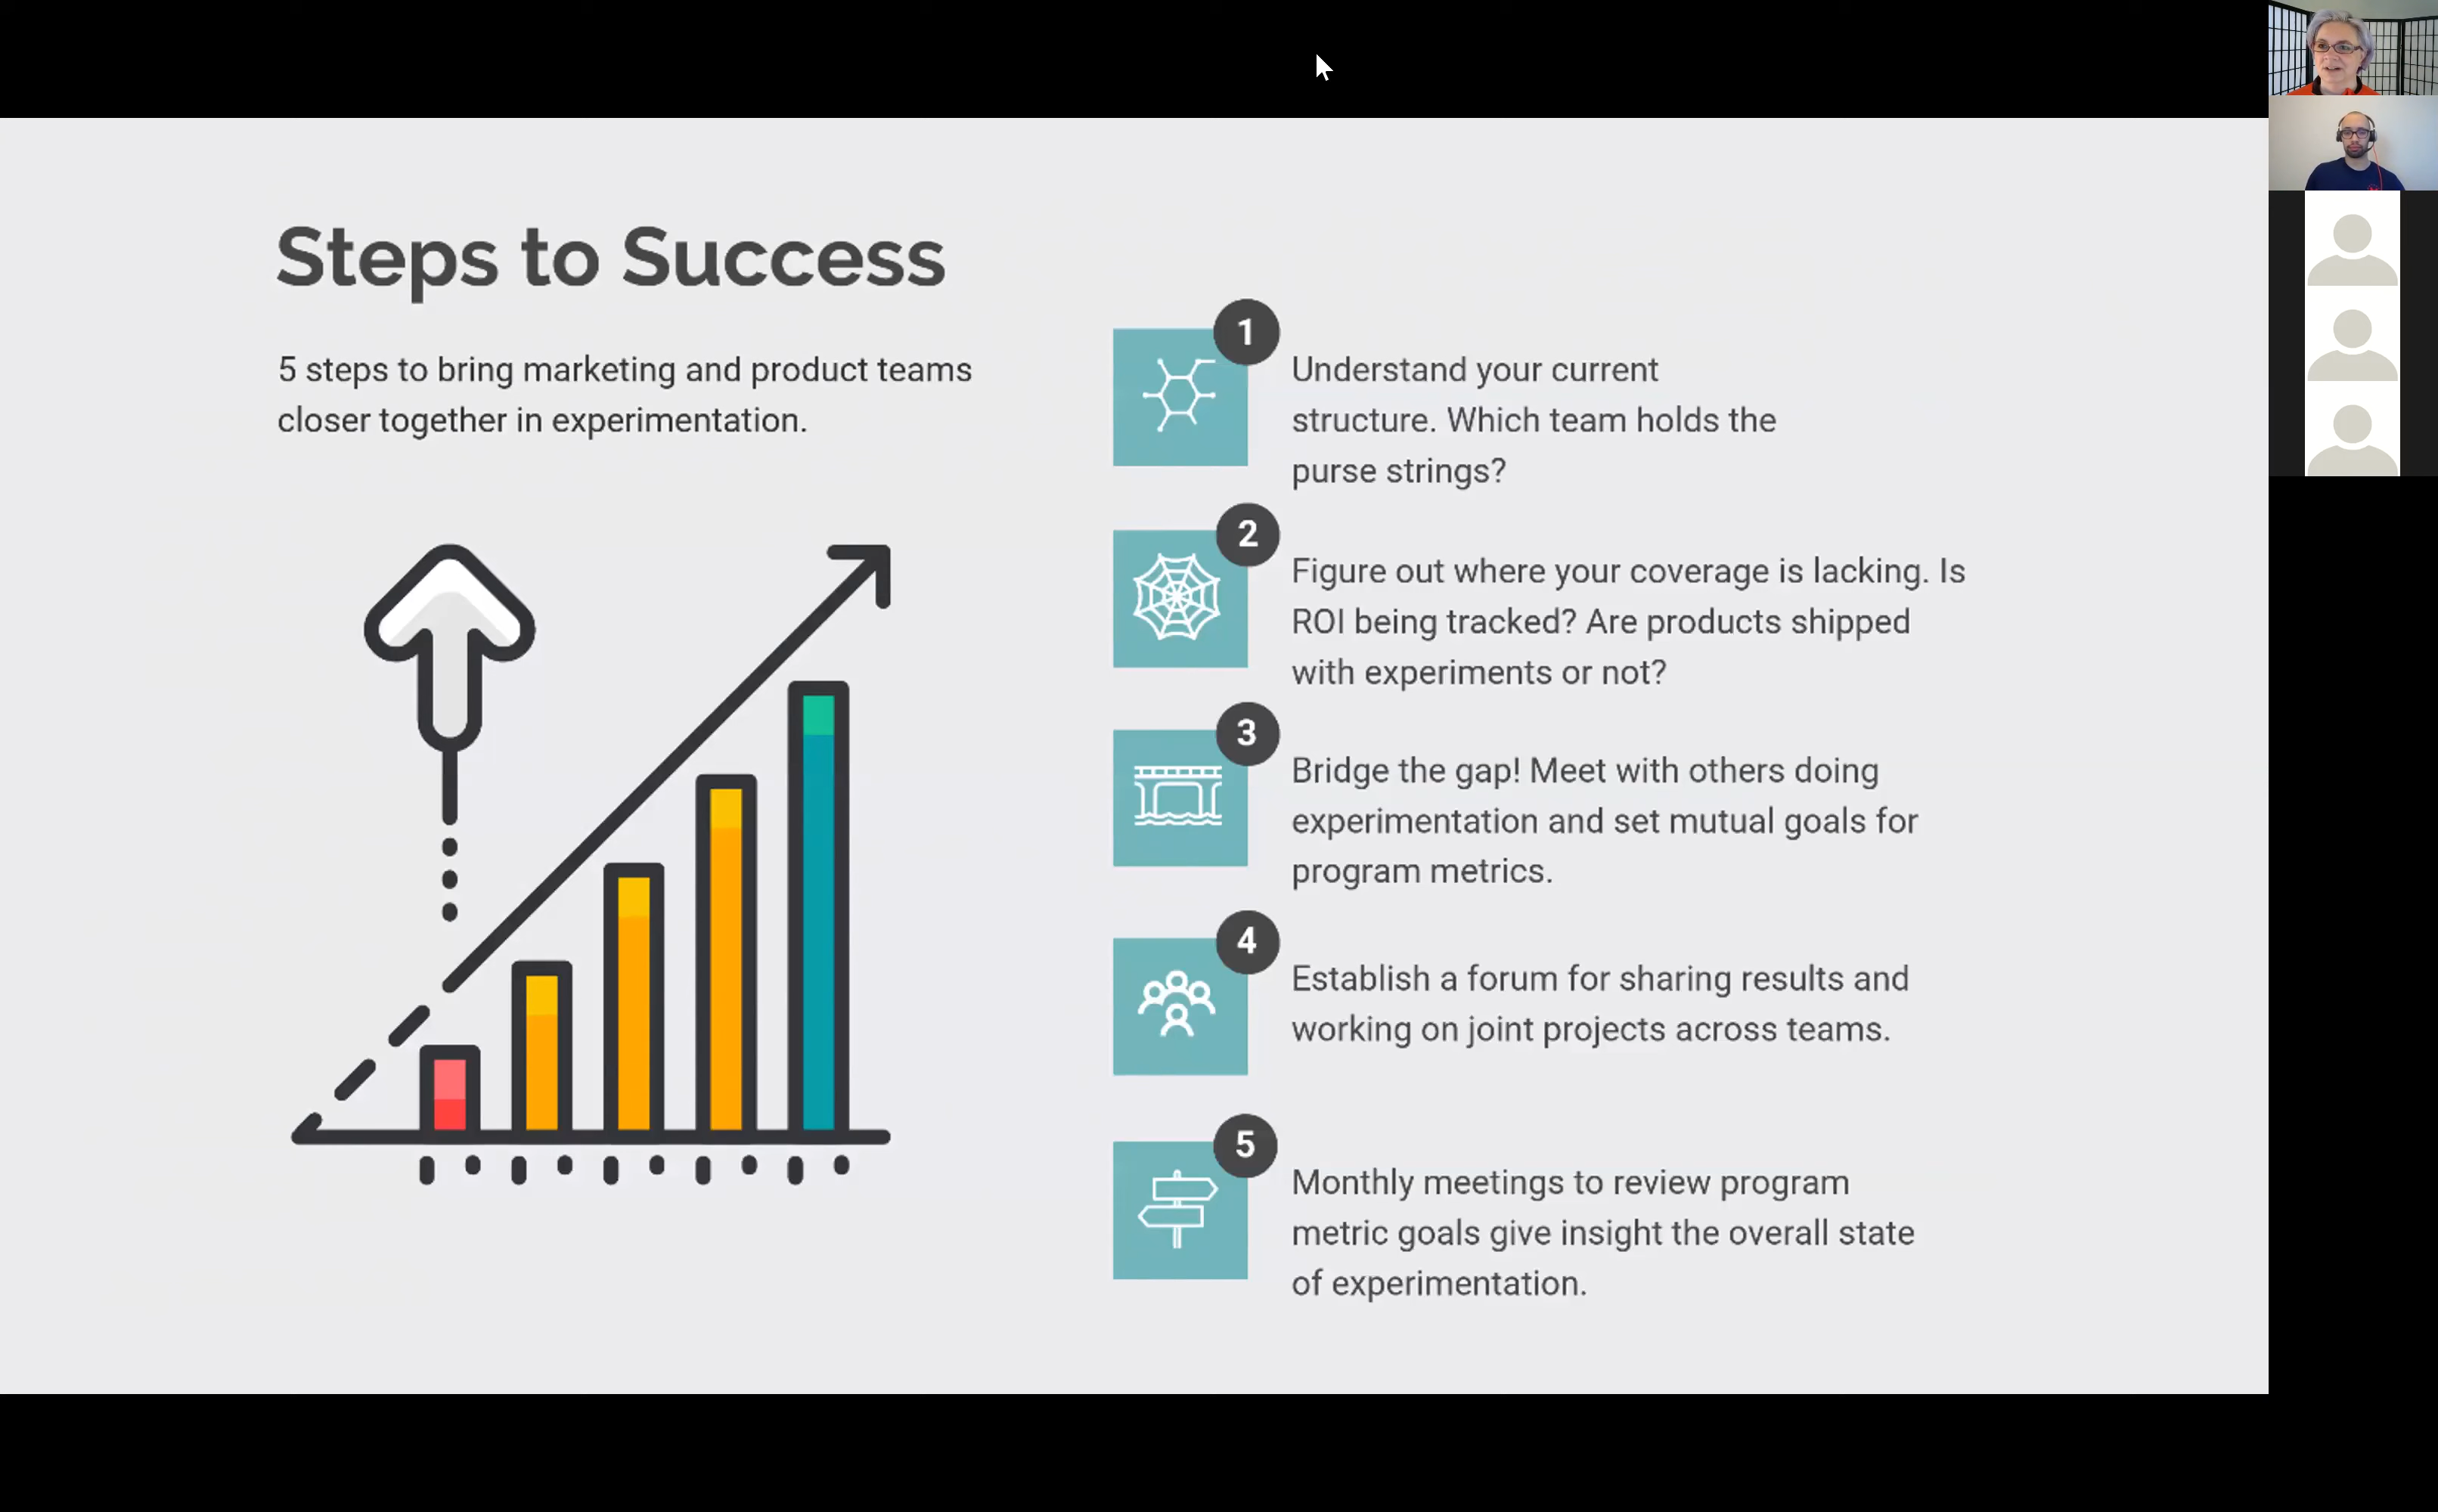 Steps to Success
5 steps to bring marketing and product teams
closer together in experimentation.
1
Understand your current
structure. Which team holds the
purse strings?
2
Figure out where your coverage is lacking. Is
ROI being tracked? Are products shipped
with experiments or not?
3
Bridge the gap! Meet with others doing
experimentation and set mutual goals for
program metrics.
4
Establish a forum for sharing results and
working on joint projects across teams.
5
Monthly meetings to review program
metric goals give insight the overall state
of experimentation.